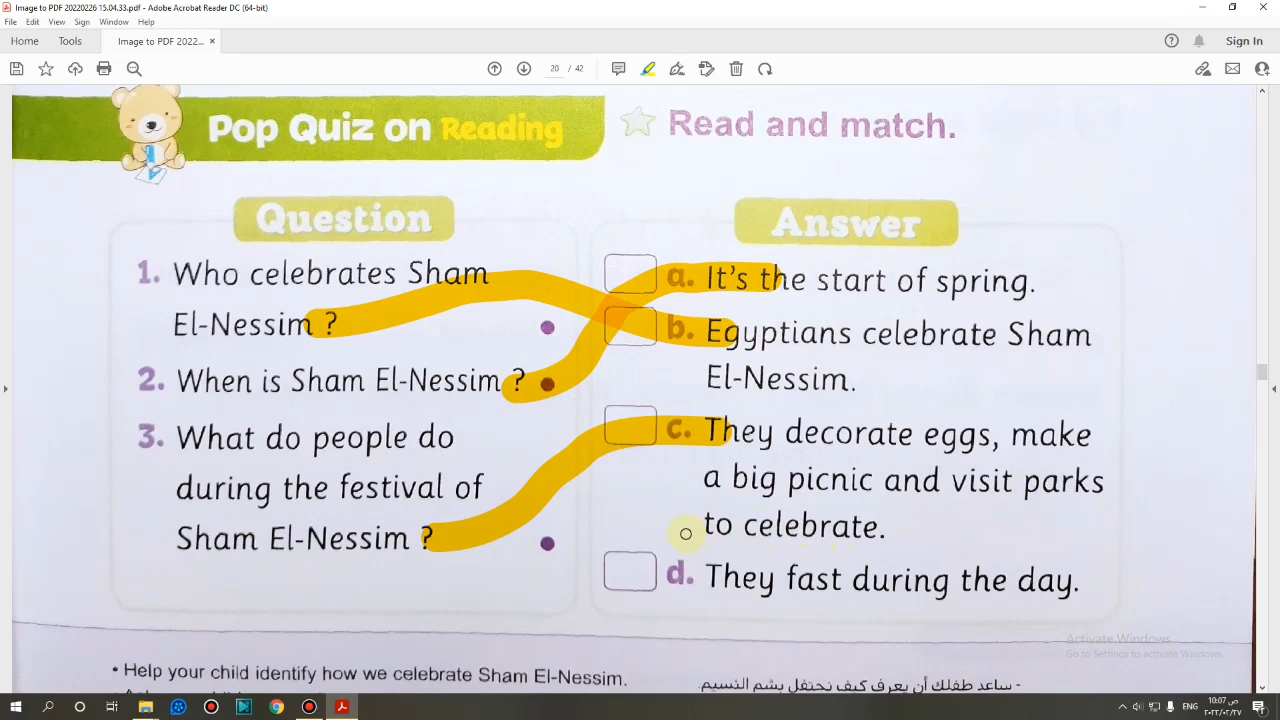 Image to PDF 20220226 15.04.33.pdf - Adobe Acrobat Reader DC (64-bit)
File Edit View Sign Window Help
Home Tools Image to PDF 2022... × Sign In
20 / 42
Pop Quiz on Reading
Read and match.
Question
1. Who celebrates Sham
El-Nessim ?
2. When is Sham El-Nessim ?
3. What do people do
during the festival of
Sham El-Nessim ?
Answer
a. It's the start of spring.
b. Egyptians celebrate Sham
El-Nessim.
c. They decorate eggs, make
a big picnic and visit parks
to celebrate.
d. They fast during the day.
Activate Windows
Go to Settings to activate Windows.
• Help your child identify how we celebrate Sham El-Nessim.
- ساعد طفلك أن يعرف كيف نحتفل بشم النسيم.
ENG
10:07 ص
٢٠٢٢/٠٢/٢٧